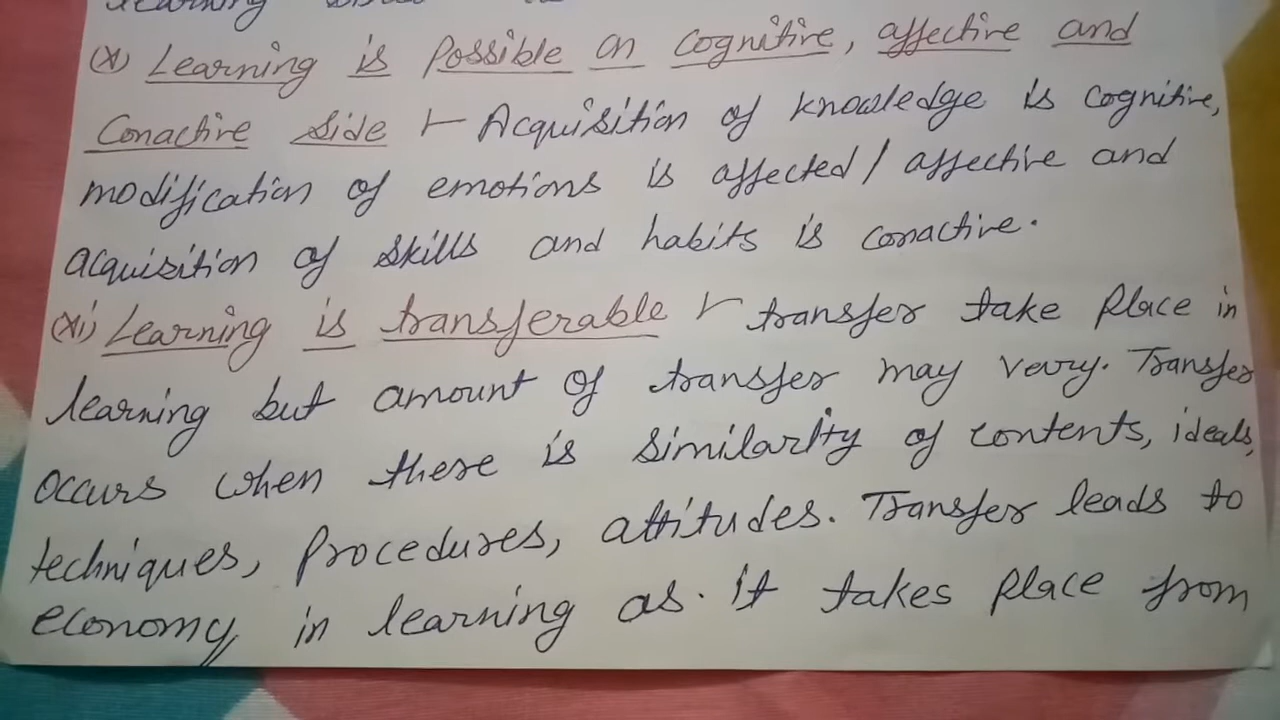 learning
(x) Learning is Possible on Cognitive, affective and
Conactive Side :- Acquisition of knowledge is cognitive,
modification of emotions is affected / affective and
acquisition of skills and habits is conactive.
(xi) Learning is transferable :- transfer take Place in
learning but amount of transfer may vary. Transfer
occurs when there is similarity of contents, ideals,
techniques, Procedures, attitudes. Transfer leads to
economy in learning as it takes Place from